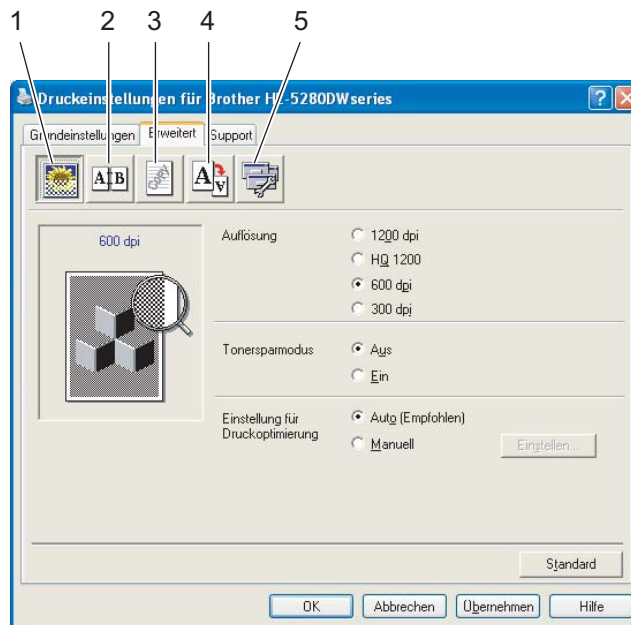 1 2 3 4 5
Druckeinstellungen für Brother HL-5280DW series
Grundeinstellungen Erweitert Support
600 dpi
Auflösung
1200 dpi
HQ 1200
600 dpi
300 dpi
Tonersparmodus
Aus
Ein
Einstellung für Druckoptimierung
Auto (Empfohlen)
Manuell
Einstellen...
Standard
OK Abbrechen Übernehmen Hilfe